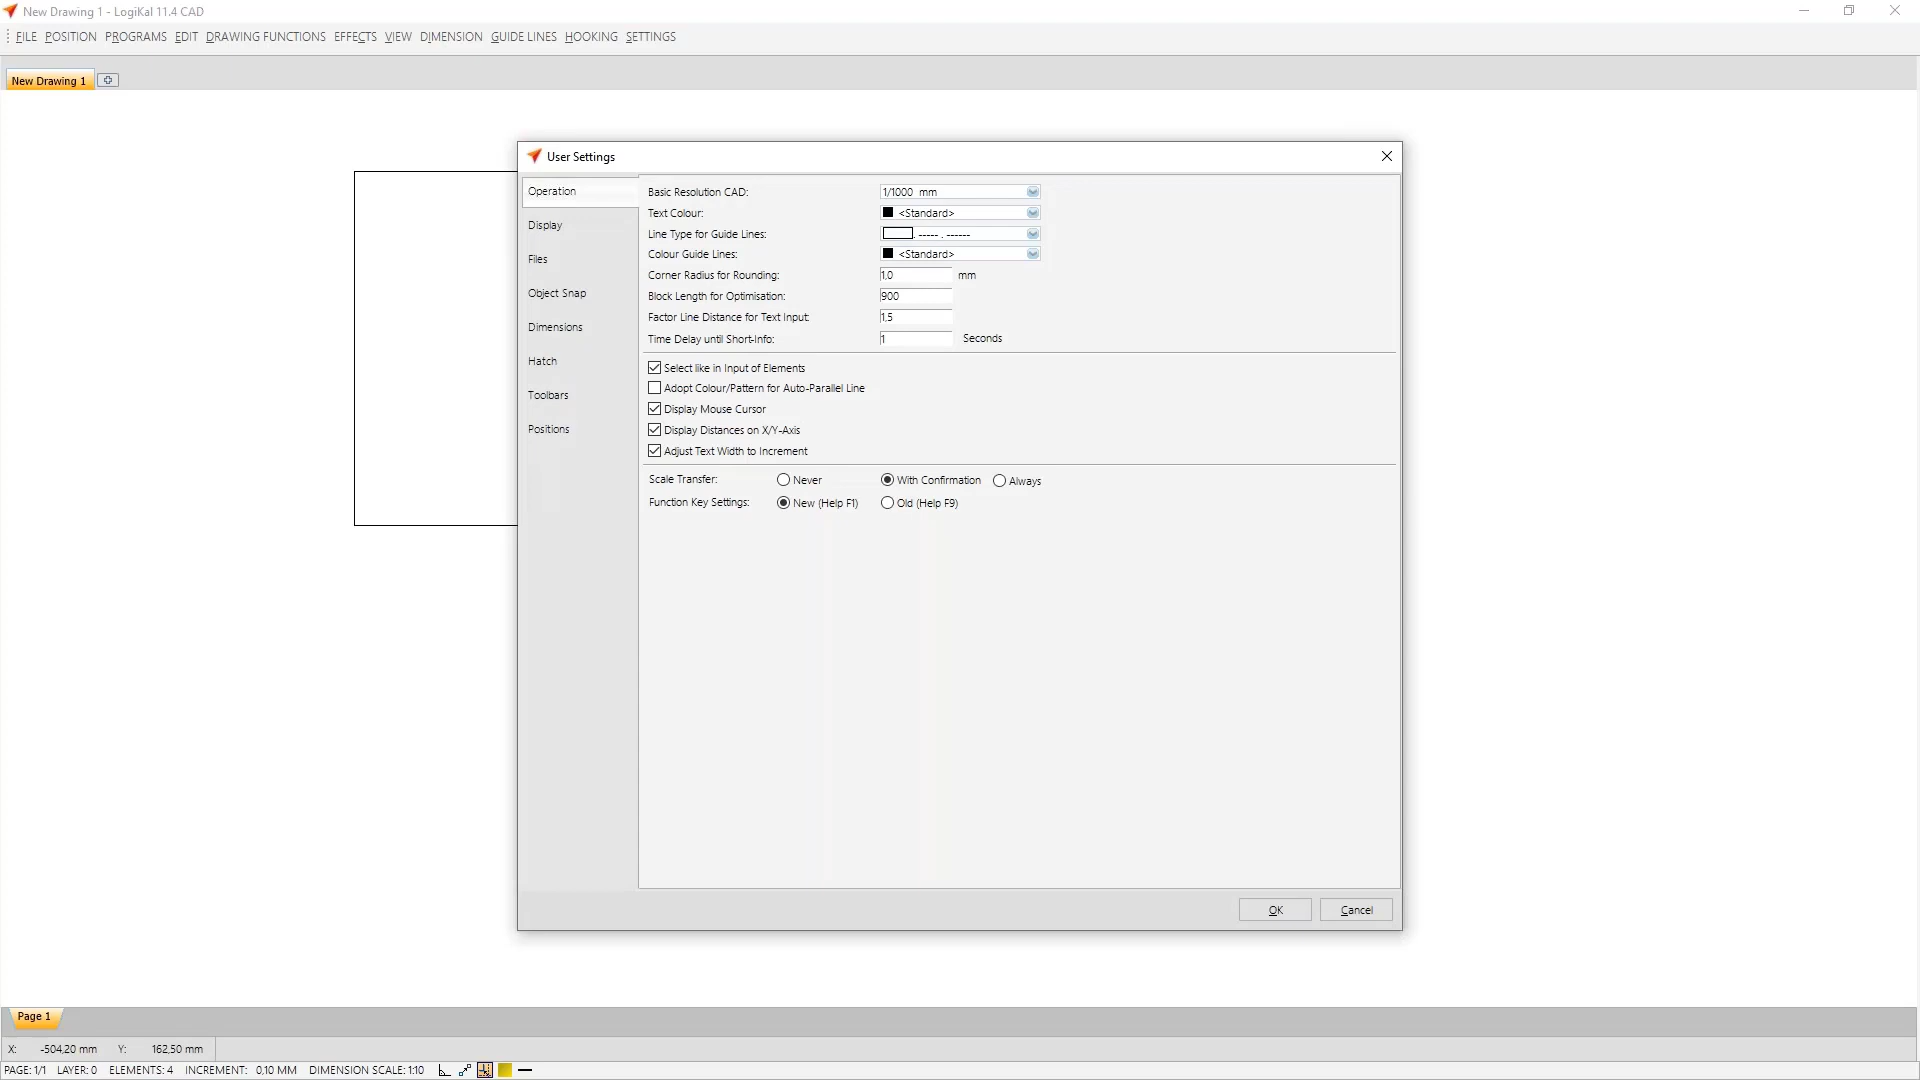 New Drawing 1 - LogiKal 11.4 CAD
FILE POSITION PROGRAMS EDIT DRAWING FUNCTIONS EFFECTS VIEW DIMENSION GUIDE LINES HOOKING SETTINGS
New Drawing 1
User Settings
Operation
Display
Files
Object Snap
Dimensions
Hatch
Toolbars
Positions
Basic Resolution CAD: 1/1000 mm
Text Colour: <Standard>
Line Type for Guide Lines:
Colour Guide Lines: <Standard>
Corner Radius for Rounding: 1,0 mm
Block Length for Optimisation: 900
Factor Line Distance for Text Input: 1,5
Time Delay until Short-Info: 1 Seconds
Select like in Input of Elements
Adopt Colour/Pattern for Auto-Parallel Line
Display Mouse Cursor
Display Distances on X/Y-Axis
Adjust Text Width to Increment
Scale Transfer: Never With Confirmation Always
Function Key Settings: New (Help F1) Old (Help F9)
OK Cancel
Page 1
X: -504,20 mm Y: 162,50 mm
PAGE: 1/1 LAYER: 0 ELEMENTS: 4 INCREMENT: 0,10 MM DIMENSION SCALE: 1:10